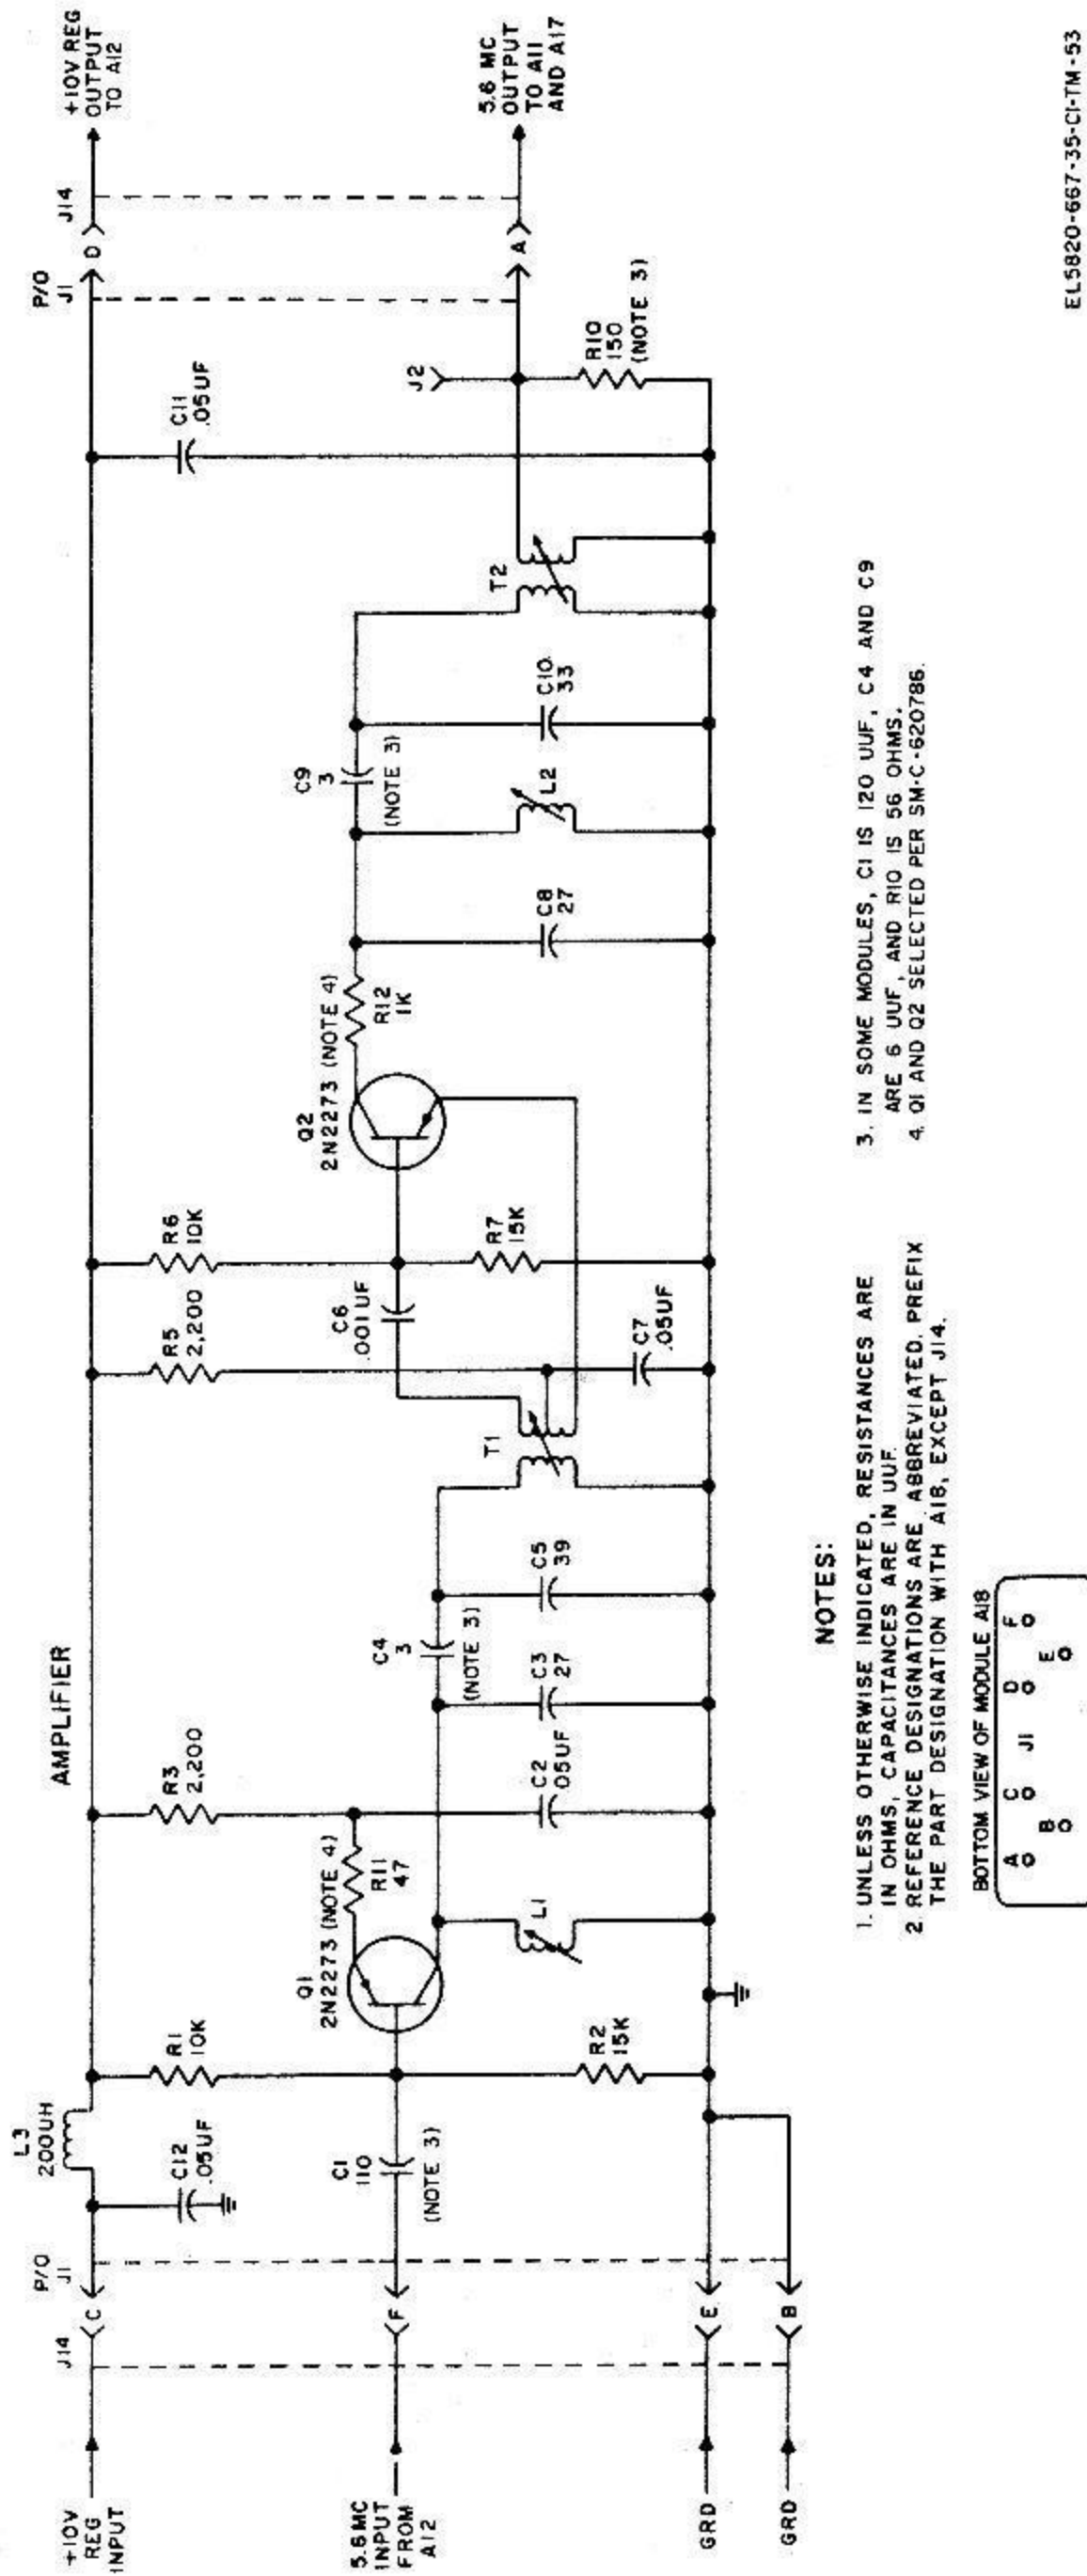 AMPLIFIER
+10V
REG
INPUT
J14
C
P/O
J1
L3
200UH
C12
.05UF
R1
10K
R3
2,200
R5
2,200
R6
10K
C11
.05UF
P/O
J1
D
J14
+10V REG
OUTPUT
TO A12
5.6MC
INPUT
FROM
A12
F
C1
110
(NOTE 3)
Q1
2N2273 (NOTE 4)
R11
47
R2
15K
L1
C2
.05UF
C3
27
C4
3
(NOTE 3)
C5
39
T1
C6
.001UF
C7
.05UF
R7
15K
Q2
2N2273 (NOTE 4)
R12
1K
C8
27
L2
C9
3
(NOTE 3)
C10
33
T2
J2
R10
150
(NOTE 3)
A
5.6 MC
OUTPUT
TO A11
AND A17
GRD
E
GRD
B
NOTES:
1. UNLESS OTHERWISE INDICATED, RESISTANCES ARE
IN OHMS, CAPACITANCES ARE IN UUF.
2. REFERENCE DESIGNATIONS ARE ABBREVIATED. PREFIX
THE PART DESIGNATION WITH A18, EXCEPT J14.
3. IN SOME MODULES, C1 IS 120 UUF, C4 AND C9
ARE 6 UUF, AND R10 IS 56 OHMS.
4. Q1 AND Q2 SELECTED PER SM-C-620786.
BOTTOM VIEW OF MODULE A18
A C J1 D F
B E
EL5820-667-35-C1-TM-53